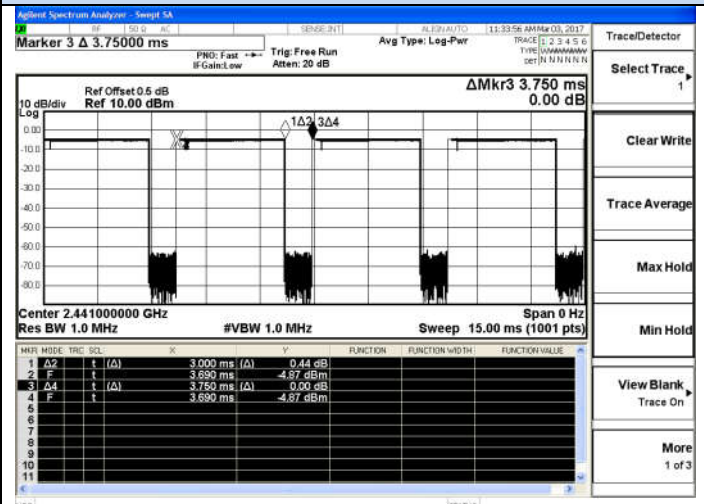 Agilent Spectrum Analyzer - Swept SA
RF 50 Ω AC SENSE:INT ALIGN AUTO 11:33:56 AM Mar 03, 2017
Marker 3 Δ 3.75000 ms
PNO: Fast Trig: Free Run Avg Type: Log-Pwr TRACE 1 2 3 4 5 6
TYPE
IFGain:Low Atten: 20 dB DET N N N N N N
Ref Offset 0.5 dB ΔMkr3 3.750 ms
10 dB/div Ref 10.00 dBm 0.00 dB
Log
1Δ2 3Δ4
0.00
-10.0
-20.0
-30.0
-40.0
-50.0
-60.0
-70.0
-80.0
Center 2.441000000 GHz Span 0 Hz
Res BW 1.0 MHz #VBW 1.0 MHz Sweep 15.00 ms (1001 pts)
MKR MODE TRC SCL X Y FUNCTION FUNCTION WIDTH FUNCTION VALUE
1 Δ2 t (Δ) 3.000 ms (Δ) 0.44 dB
2 F t 3.690 ms -4.87 dBm
3 Δ4 t (Δ) 3.750 ms (Δ) 0.00 dB
4 F t 3.690 ms -4.87 dBm
5
6
7
8
9
10
11
Trace/Detector
Select Trace
1
Clear Write
Trace Average
Max Hold
Min Hold
View Blank
Trace On
More
1 of 3